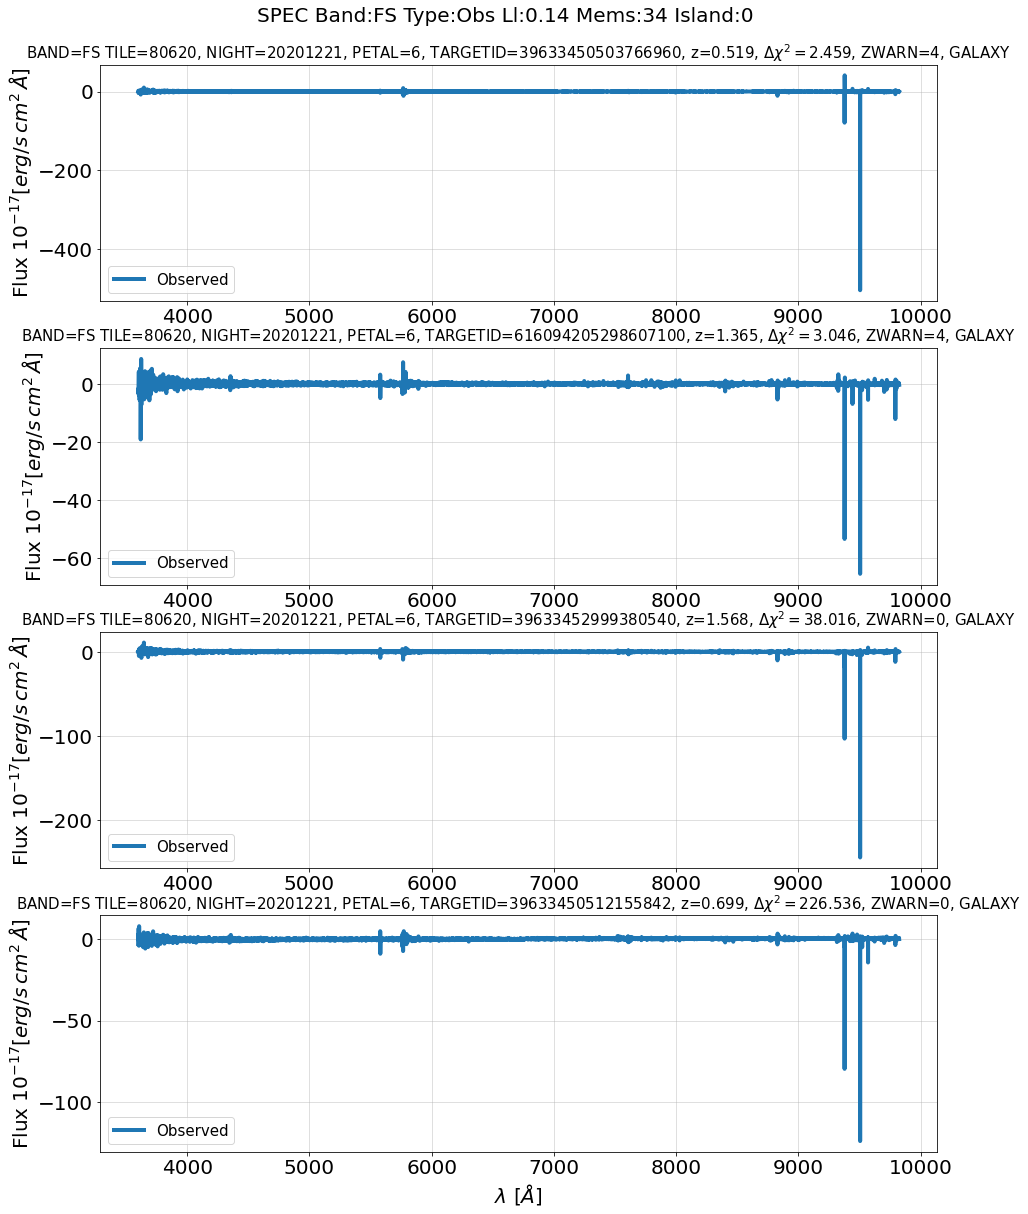 SPEC Band:FS Type:Obs Ll:0.14 Mems:34 Island:0
BAND=FS TILE=80620, NIGHT=20201221, PETAL=6, TARGETID=39633450503766960, z=0.519, Δχ² = 2.459, ZWARN=4, GALAXY
Flux 10⁻¹⁷[erg/s cm² Å]
0
−200
−400
Observed
4000 5000 6000 7000 8000 9000 10000
BAND=FS TILE=80620, NIGHT=20201221, PETAL=6, TARGETID=616094205298607100, z=1.365, Δχ² = 3.046, ZWARN=4, GALAXY
Flux 10⁻¹⁷[erg/s cm² Å]
0
−20
−40
−60
Observed
4000 5000 6000 7000 8000 9000 10000
BAND=FS TILE=80620, NIGHT=20201221, PETAL=6, TARGETID=39633452999380540, z=1.568, Δχ² = 38.016, ZWARN=0, GALAXY
Flux 10⁻¹⁷[erg/s cm² Å]
0
−100
−200
Observed
4000 5000 6000 7000 8000 9000 10000
BAND=FS TILE=80620, NIGHT=20201221, PETAL=6, TARGETID=39633450512155842, z=0.699, Δχ² = 226.536, ZWARN=0, GALAXY
Flux 10⁻¹⁷[erg/s cm² Å]
0
−50
−100
Observed
4000 5000 6000 7000 8000 9000 10000
λ [Å]